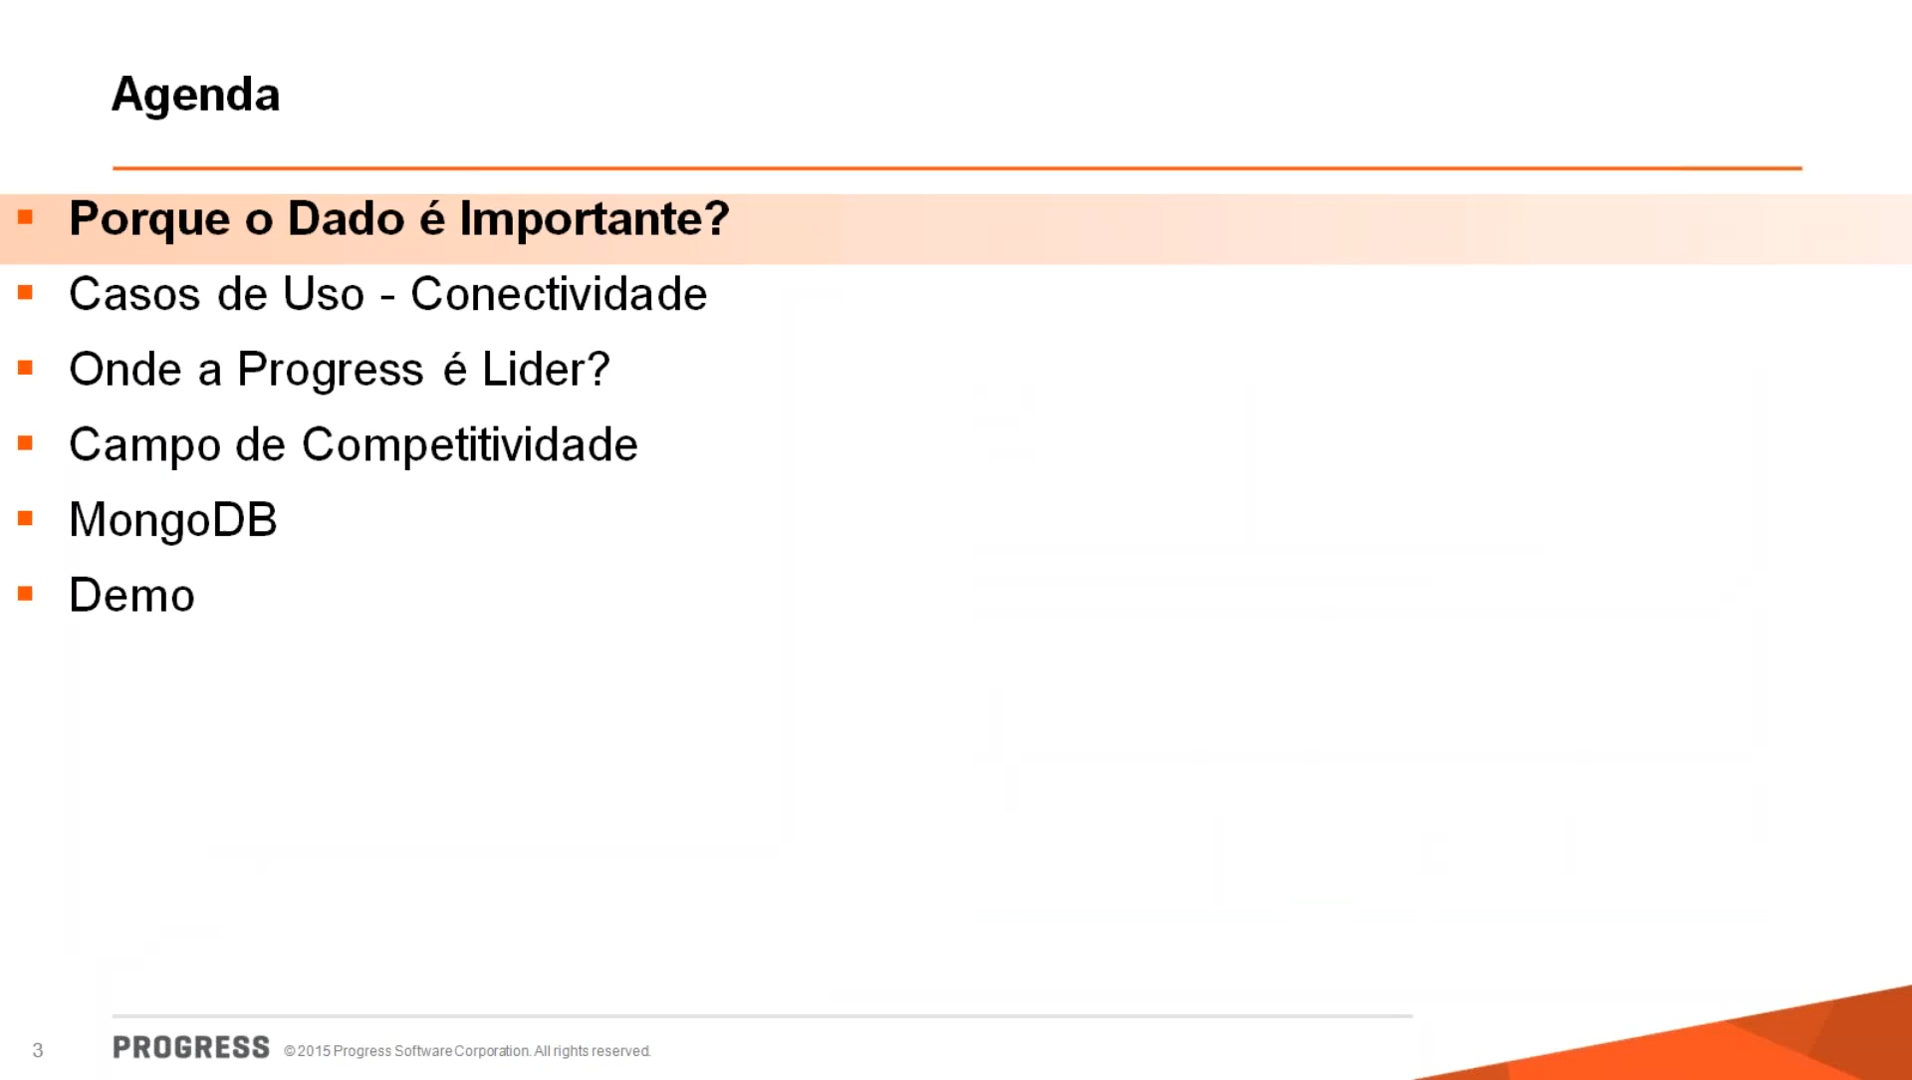 Agenda
Porque o Dado é Importante?
Casos de Uso - Conectividade
Onde a Progress é Lider?
Campo de Competitividade
MongoDB
Demo
3 PROGRESS © 2015 Progress Software Corporation. All rights reserved.